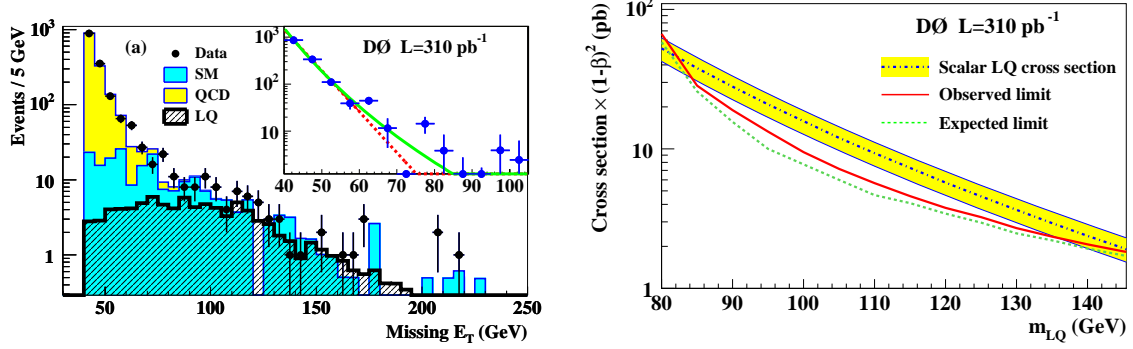 Events / 5 GeV
10³
10²
10
1
(a)
Data
SM
QCD
LQ
DØ L=310 pb⁻¹
10³
10²
10
40 50 60 70 80 90 100
50 100 150 200 250
Missing E_T (GeV)
Cross section × (1-β)² (pb)
10²
10
1
DØ L=310 pb⁻¹
Scalar LQ cross section
Observed limit
Expected limit
80 90 100 110 120 130 140
m_LQ (GeV)